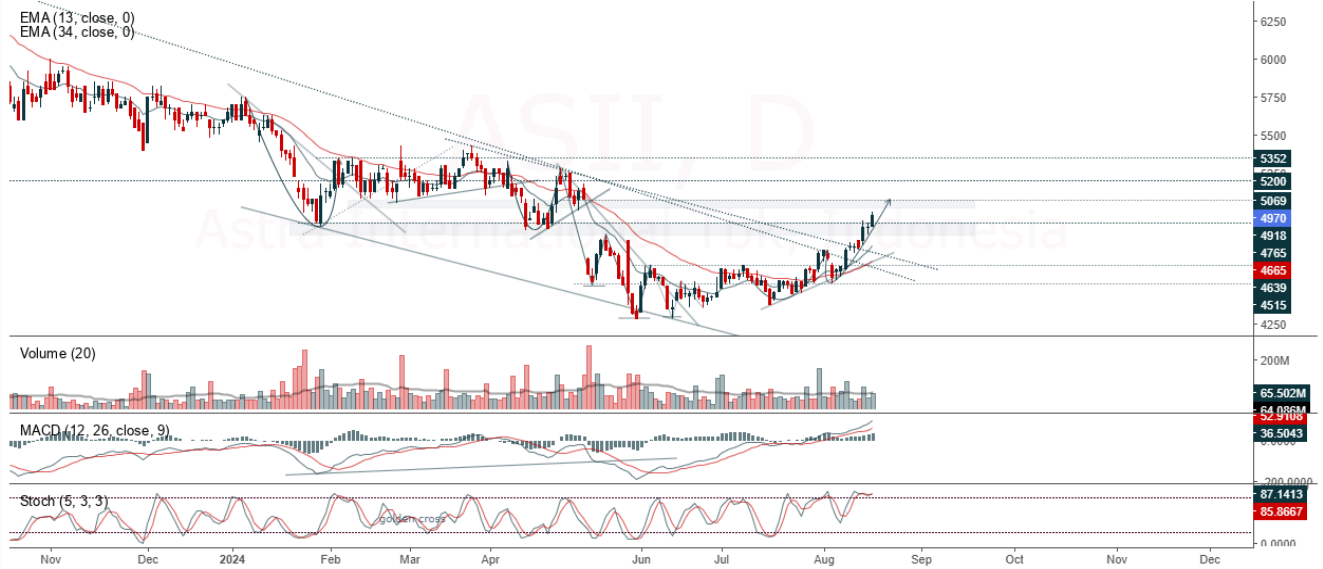 EMA (13, close, 0)
EMA (34, close, 0)
ASII, D
Astra International Tbk, Indonesia
6250
6000
5750
5500
5352
5200
5069
4970
4918
4765
4665
4639
4515
4250
Volume (20)
200M
65.502M
64.086M
MACD (12, 26, close, 9)
52.9108
36.5043
0.0000
-200.0000
Stoch (5, 3, 3)
golden cross
87.1413
85.8667
0.0000
Nov Dec 2024 Feb Mar Apr Jun Jul Aug Sep Oct Nov Dec